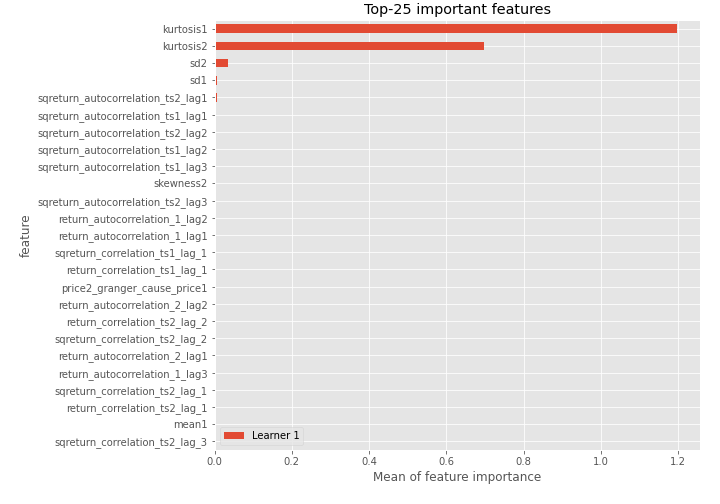 Top-25 important features
kurtosis1
kurtosis2
sd2
sd1
sqreturn_autocorrelation_ts2_lag1
sqreturn_autocorrelation_ts1_lag1
sqreturn_autocorrelation_ts2_lag2
sqreturn_autocorrelation_ts1_lag2
sqreturn_autocorrelation_ts1_lag3
skewness2
sqreturn_autocorrelation_ts2_lag3
return_autocorrelation_1_lag2
return_autocorrelation_1_lag1
sqreturn_correlation_ts1_lag_1
return_correlation_ts1_lag_1
price2_granger_cause_price1
return_autocorrelation_2_lag2
return_correlation_ts2_lag_2
sqreturn_correlation_ts2_lag_2
return_autocorrelation_2_lag1
return_autocorrelation_1_lag3
sqreturn_correlation_ts2_lag_1
return_correlation_ts2_lag_1
mean1
sqreturn_correlation_ts2_lag_3
feature
Learner 1
0.0 0.2 0.4 0.6 0.8 1.0 1.2
Mean of feature importance